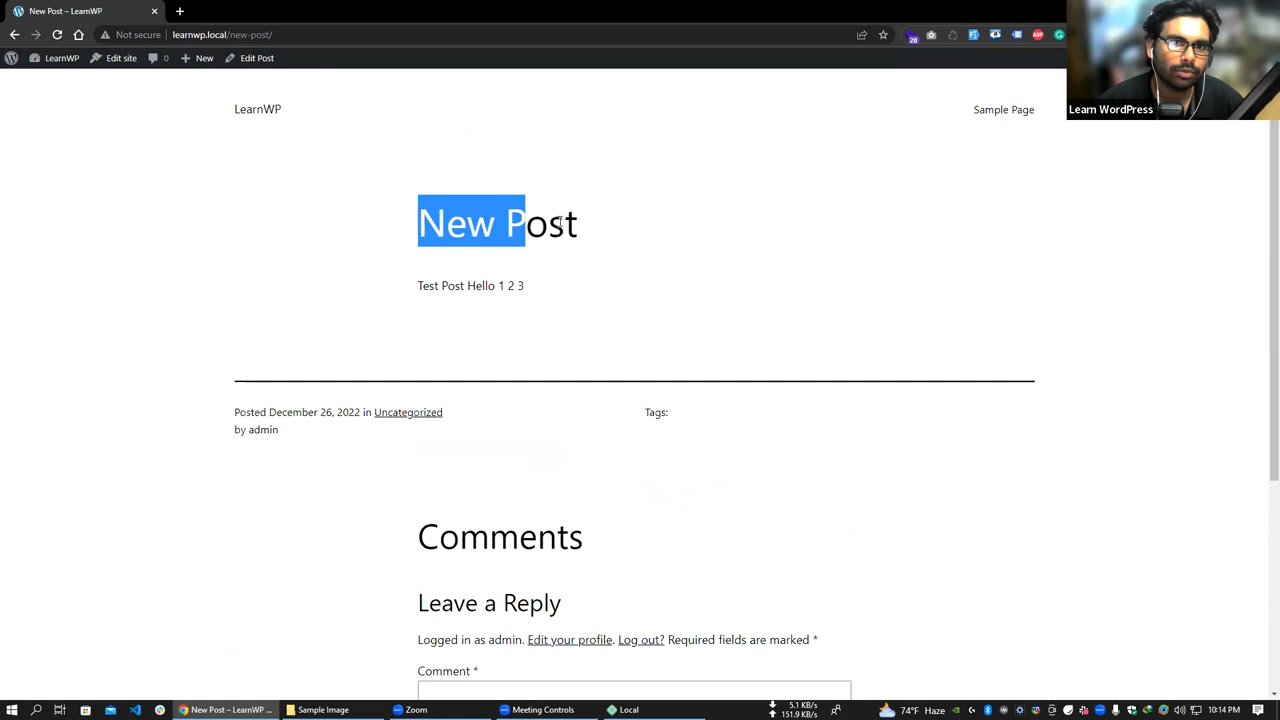 New Post – LearnWP
Not secure
learnwp.local/new-post/
20
ABP
LearnWP
Edit site
0
New
Edit Post
Learn WordPress
LearnWP
Sample Page
New Post
Test Post Hello 1 2 3
Posted December 26, 2022 in Uncategorized
by admin
Tags:
Comments
Leave a Reply
Logged in as admin. Edit your profile. Log out? Required fields are marked *
Comment *
New Post – LearnWP ...
Sample Image
Zoom
Meeting Controls
Local
5.1 KB/s
151.9 KB/s
74°F Haze
10:14 PM